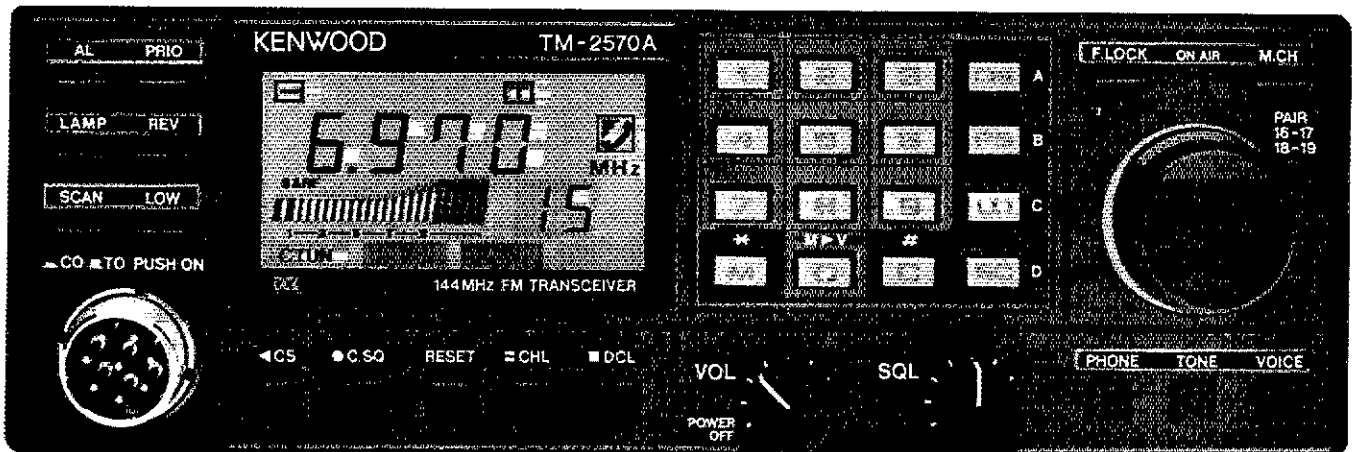 AL PRIO
LAMP REV
SCAN LOW
CO TO PUSH ON
KENWOOD TM-2570A
6.970
MHz
15
C.TUN
144MHz FM TRANSCEIVER
CS C.SQ RESET CHL DCL
A
B
C
* M▶V #
D
VOL
POWER
OFF
SQL
F.LOCK ON AIR M.CH
PAIR
16-17
18-19
PHONE TONE VOICE